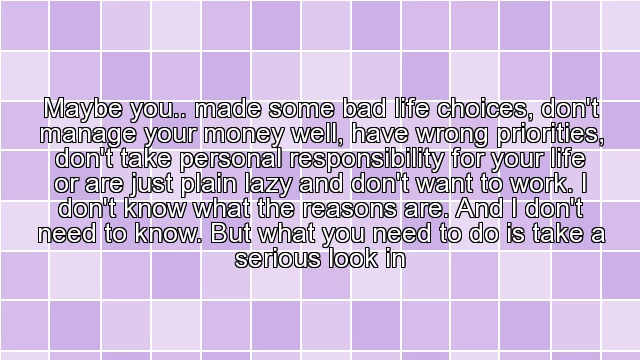 Maybe you.. made some bad life choices, don't
manage your money well, have wrong priorities,
don't take personal responsibility for your life
or are just plain lazy and don't want to work. I
don't know what the reasons are. And I don't
need to know. But what you need to do is take a
serious look in